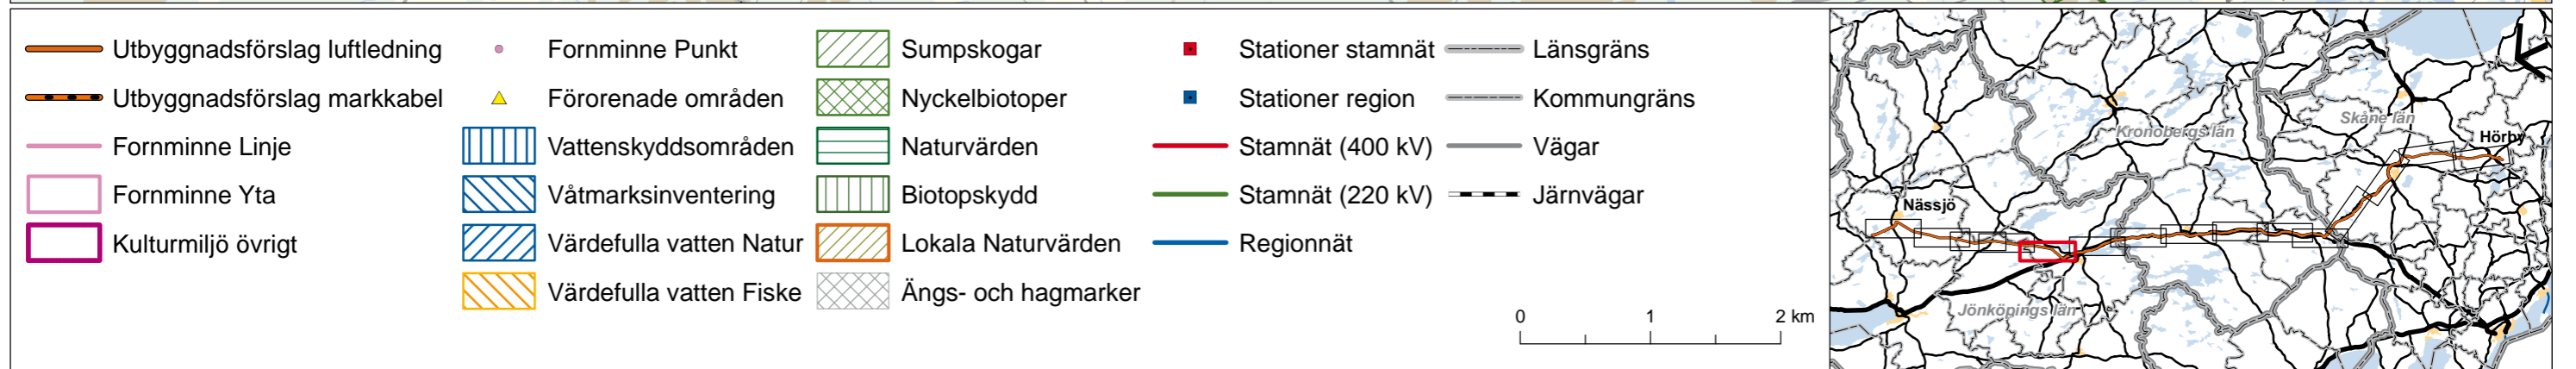 Utbyggnadsförslag luftledning
Utbyggnadsförslag markkabel
Fornminne Linje
Fornminne Yta
Kulturmiljö övrigt
Fornminne Punkt
Förorenade områden
Vattenskyddsområden
Våtmarksinventering
Värdefulla vatten Natur
Värdefulla vatten Fiske
Sumpskogar
Nyckelbiotoper
Naturvärden
Biotopskydd
Lokala Naturvärden
Ängs- och hagmarker
Stationer stamnät
Stationer region
Stamnät (400 kV)
Stamnät (220 kV)
Regionnät
Länsgräns
Kommungräns
Vägar
Järnvägar
0 1 2 km
Kronobergs län
Skåne län
Hörby
Nässjö
Jönköpings län